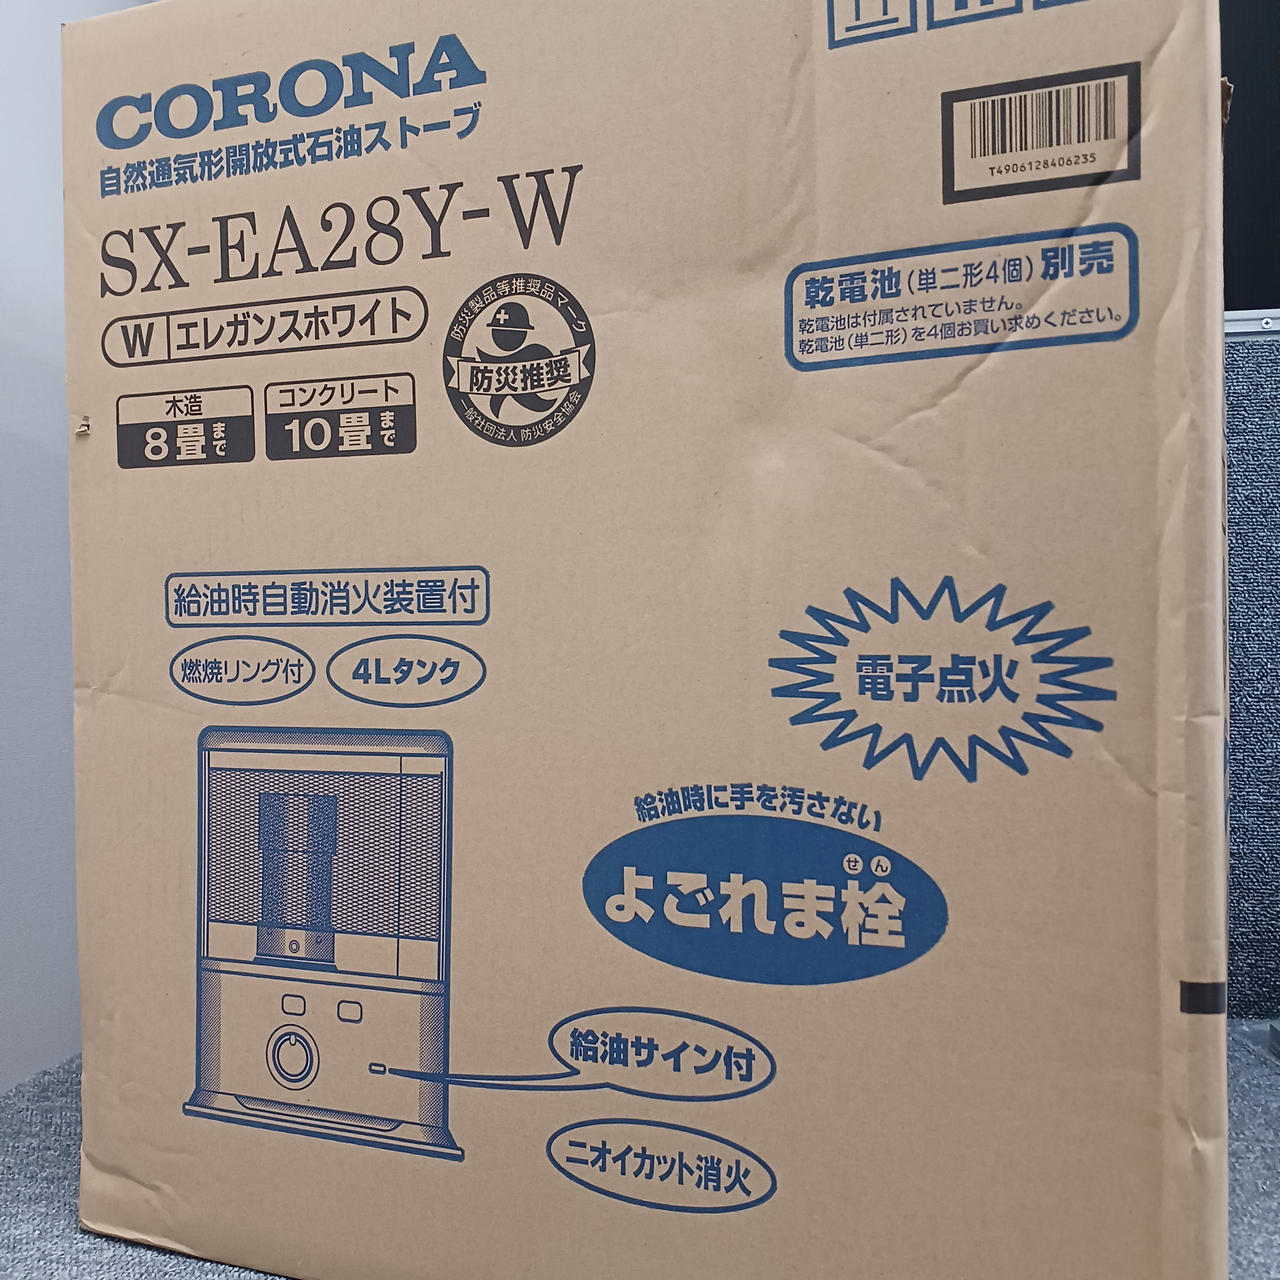 CORONA
自然通気形開放式石油ストーブ
SX-EA28Y-W
W エレガンスホワイト
木造
8畳まで
コンクリート
10畳まで
防災製品等推奨品マーク
防災推奨
一般社団法人 防災安全協会
T4906128406235
乾電池(単二形4個)別売
乾電池は付属されていません。
乾電池(単二形)を4個お買い求めください。
給油時自動消火装置付
燃焼リング付
4Lタンク
電子点火
給油時に手を汚さない
せん
よごれま栓
給油サイン付
ニオイカット消火